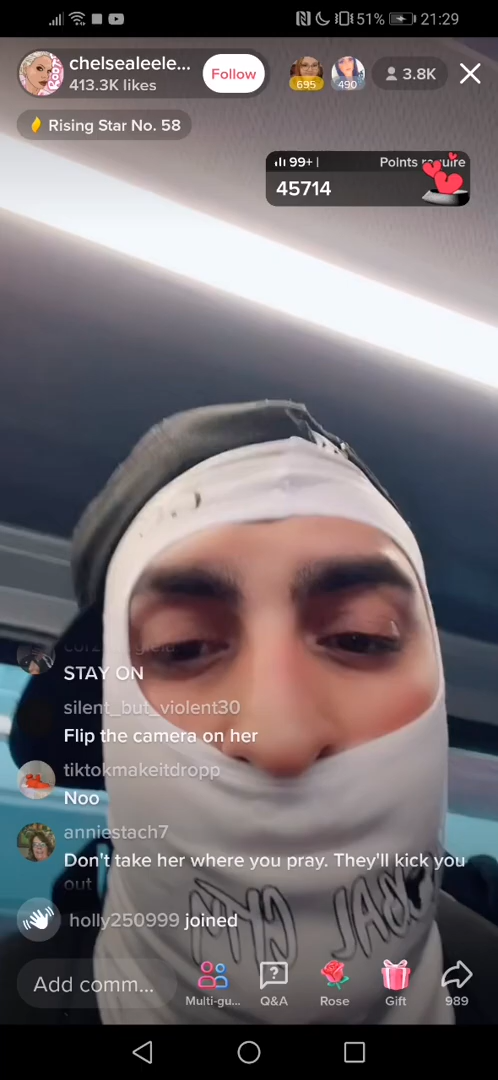 51% 21:29
chelsealeele... Follow
413.3K likes
695 490 3.8K
Rising Star No. 58
99+ | Points require
45714
STAY ON
silent_but_violent30
Flip the camera on her
tiktokmakeitdropp
Noo
anniestach7
Don't take her where you pray. They'll kick you
out
holly250999 joined
Add comm...
Multi-gu... Q&A Rose Gift 989